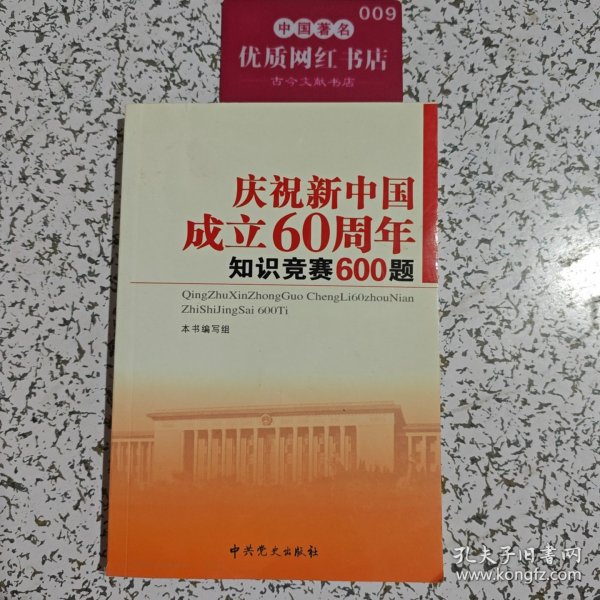 009
中国著名
优质网红书店
古今文献书店
庆祝新中国
成立60周年
知识竞赛600题
QingZhuXinZhongGuo ChengLi60zhouNian
ZhiShiJingSai 600Ti
本书编写组
中共党史出版社
孔夫子旧书网
www.kongfz.com